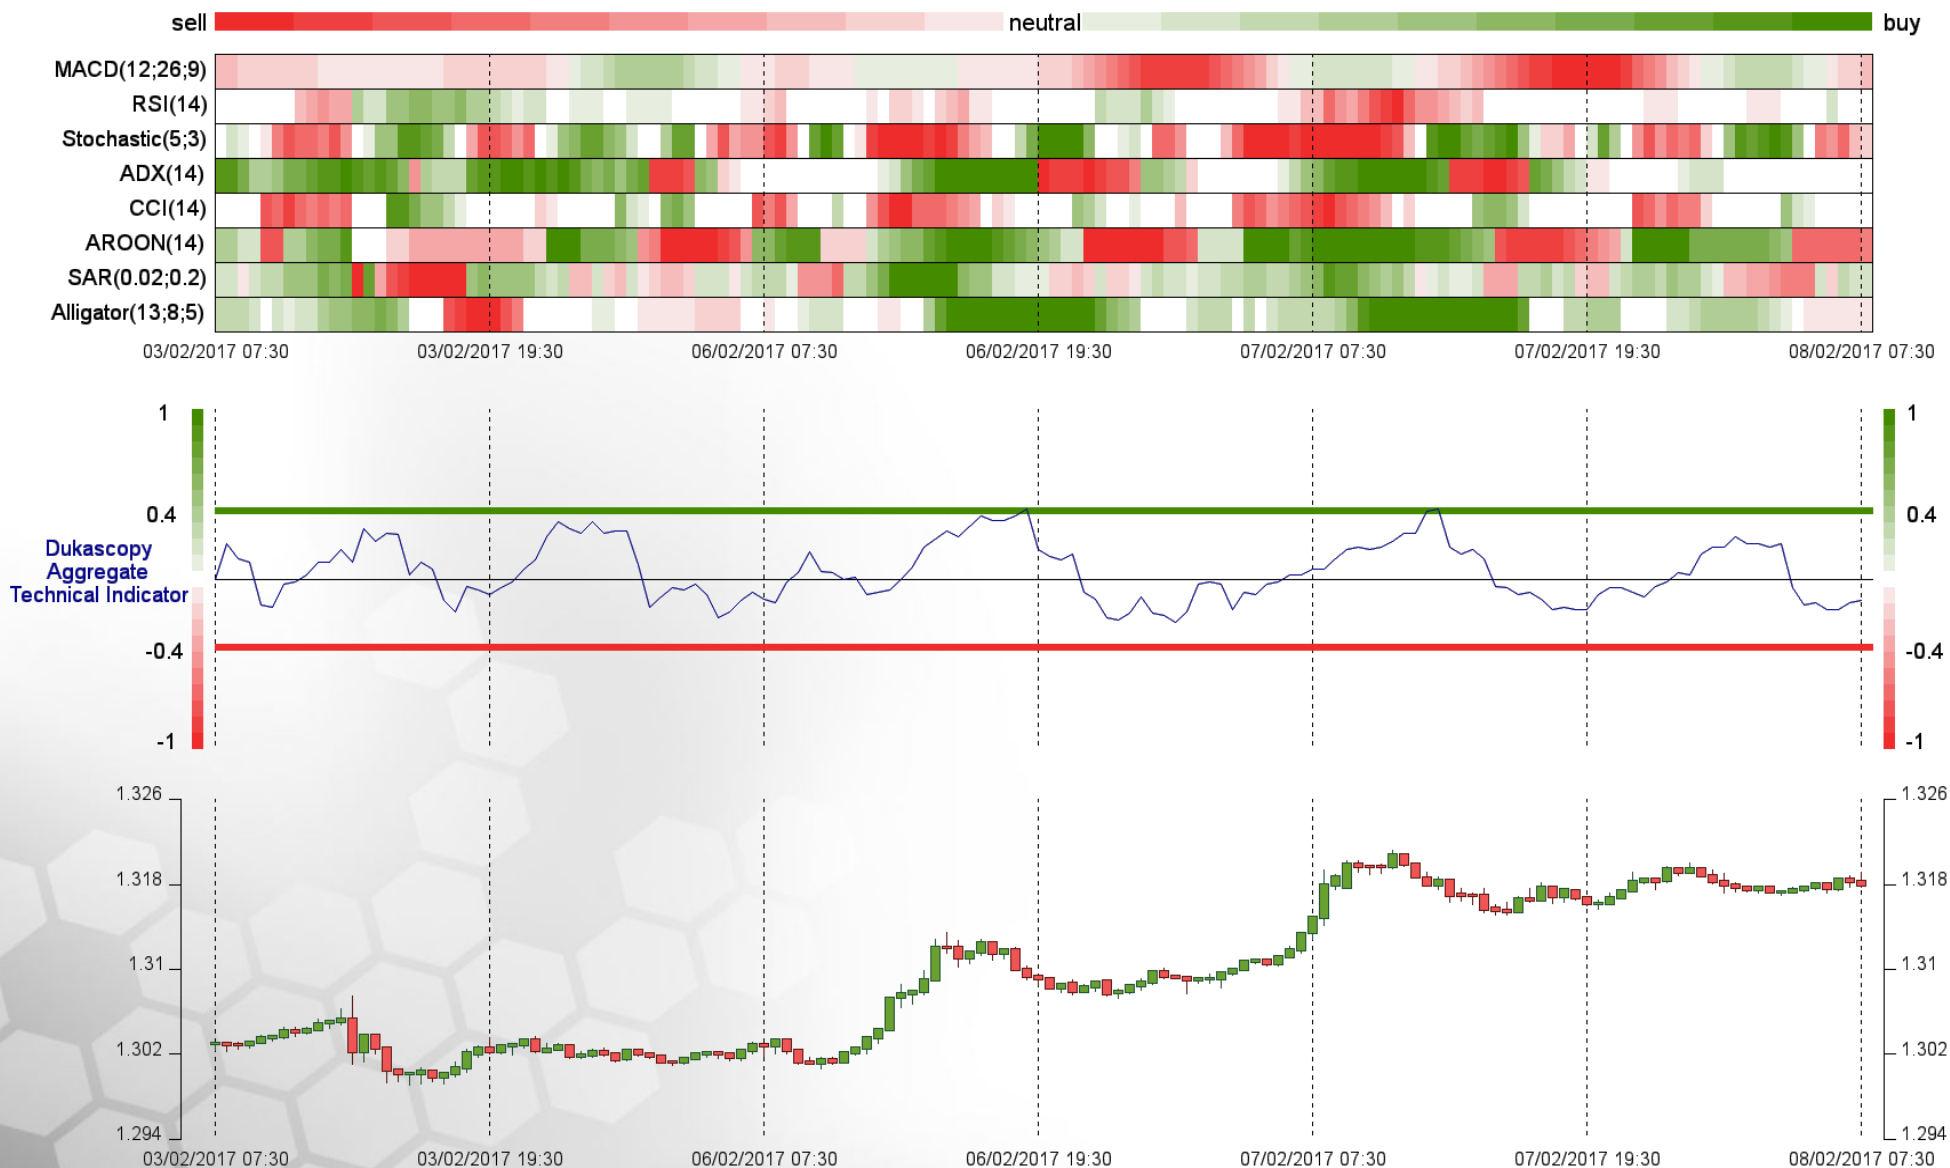 sell neutral buy
MACD(12;26;9)
RSI(14)
Stochastic(5;3)
ADX(14)
CCI(14)
AROON(14)
SAR(0.02;0.2)
Alligator(13;8;5)
03/02/2017 07:30 03/02/2017 19:30 06/02/2017 07:30 06/02/2017 19:30 07/02/2017 07:30 07/02/2017 19:30 08/02/2017 07:30
1 1
0.4 0.4
Dukascopy
Aggregate
Technical Indicator
-0.4 -0.4
-1 -1
1.326 1.326
1.318 1.318
1.31 1.31
1.302 1.302
1.294 1.294
03/02/2017 07:30 03/02/2017 19:30 06/02/2017 07:30 06/02/2017 19:30 07/02/2017 07:30 07/02/2017 19:30 08/02/2017 07:30